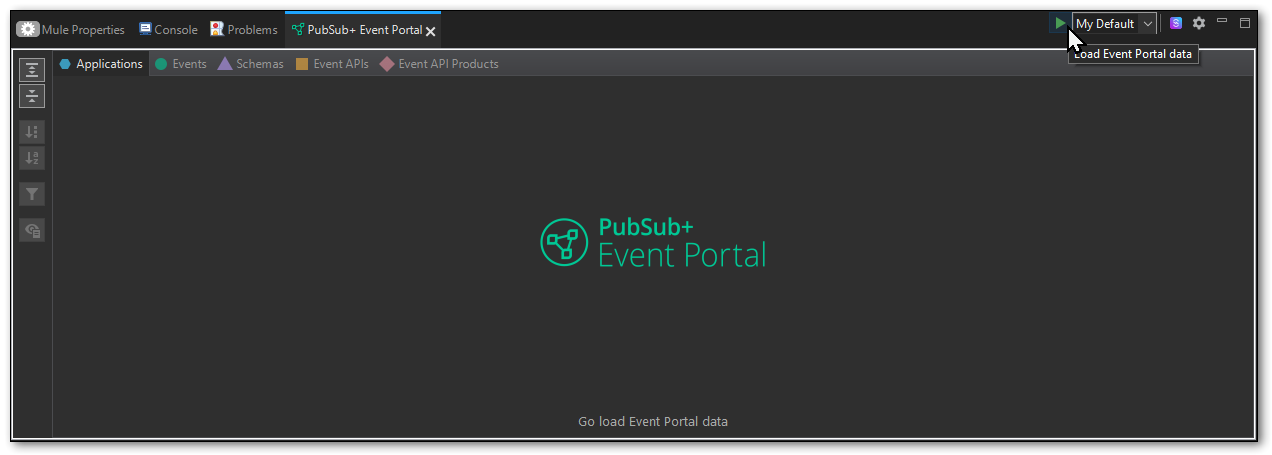 Mule Properties Console Problems PubSub+ Event Portal My Default S
Load Event Portal data
Applications Events Schemas Event APIs Event API Products
a
z
PubSub+
Event Portal
Go load Event Portal data